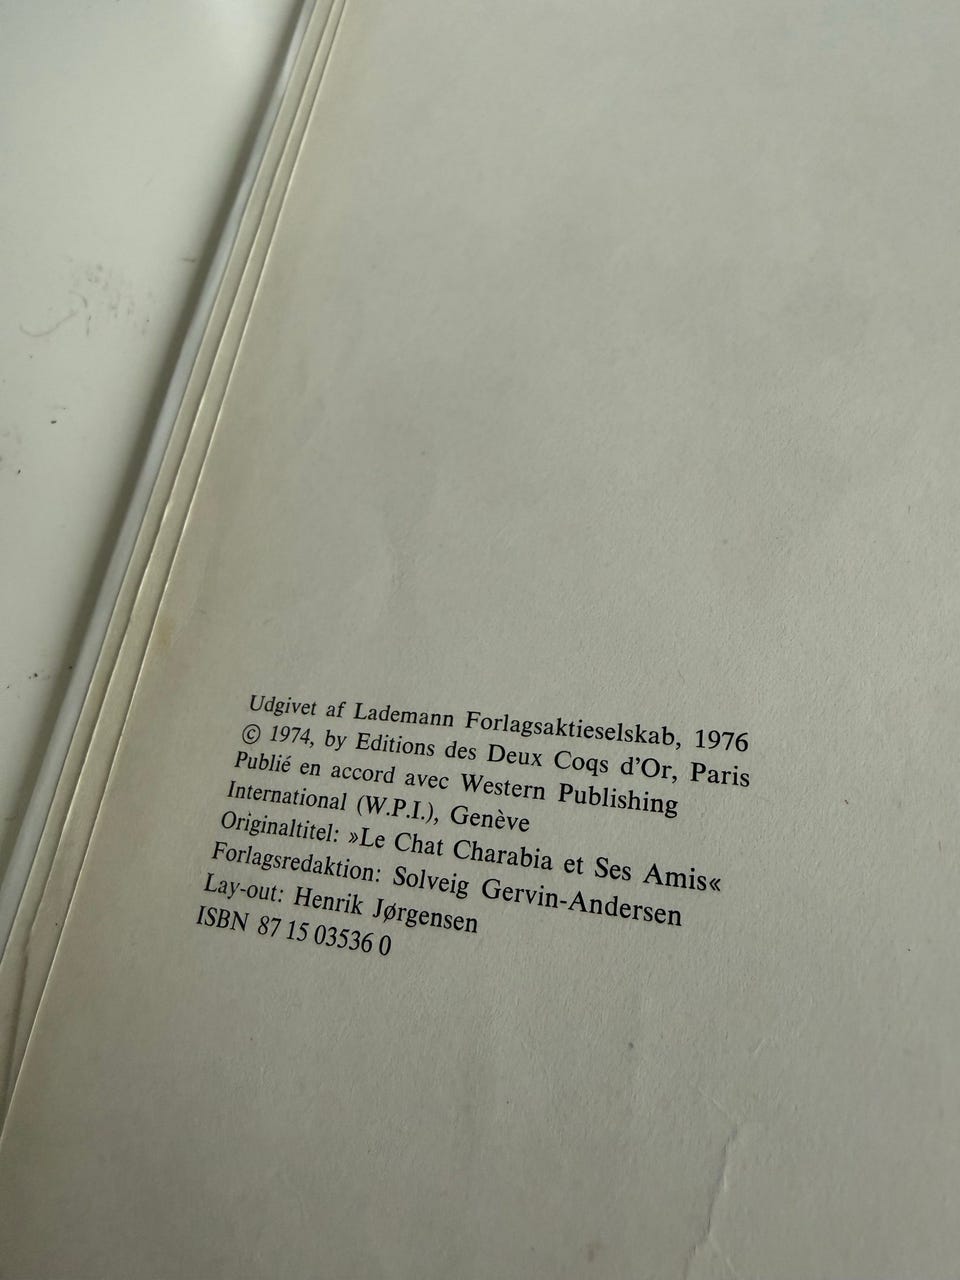 Udgivet af Lademann Forlagsaktieselskab, 1976
© 1974, by Editions des Deux Coqs d'Or, Paris
Publié en accord avec Western Publishing
International (W.P.I.), Genève
Originaltitel: »Le Chat Charabia et Ses Amis«
Forlagsredaktion: Solveig Gervin-Andersen
Lay-out: Henrik Jørgensen
ISBN 87 15 03536 0